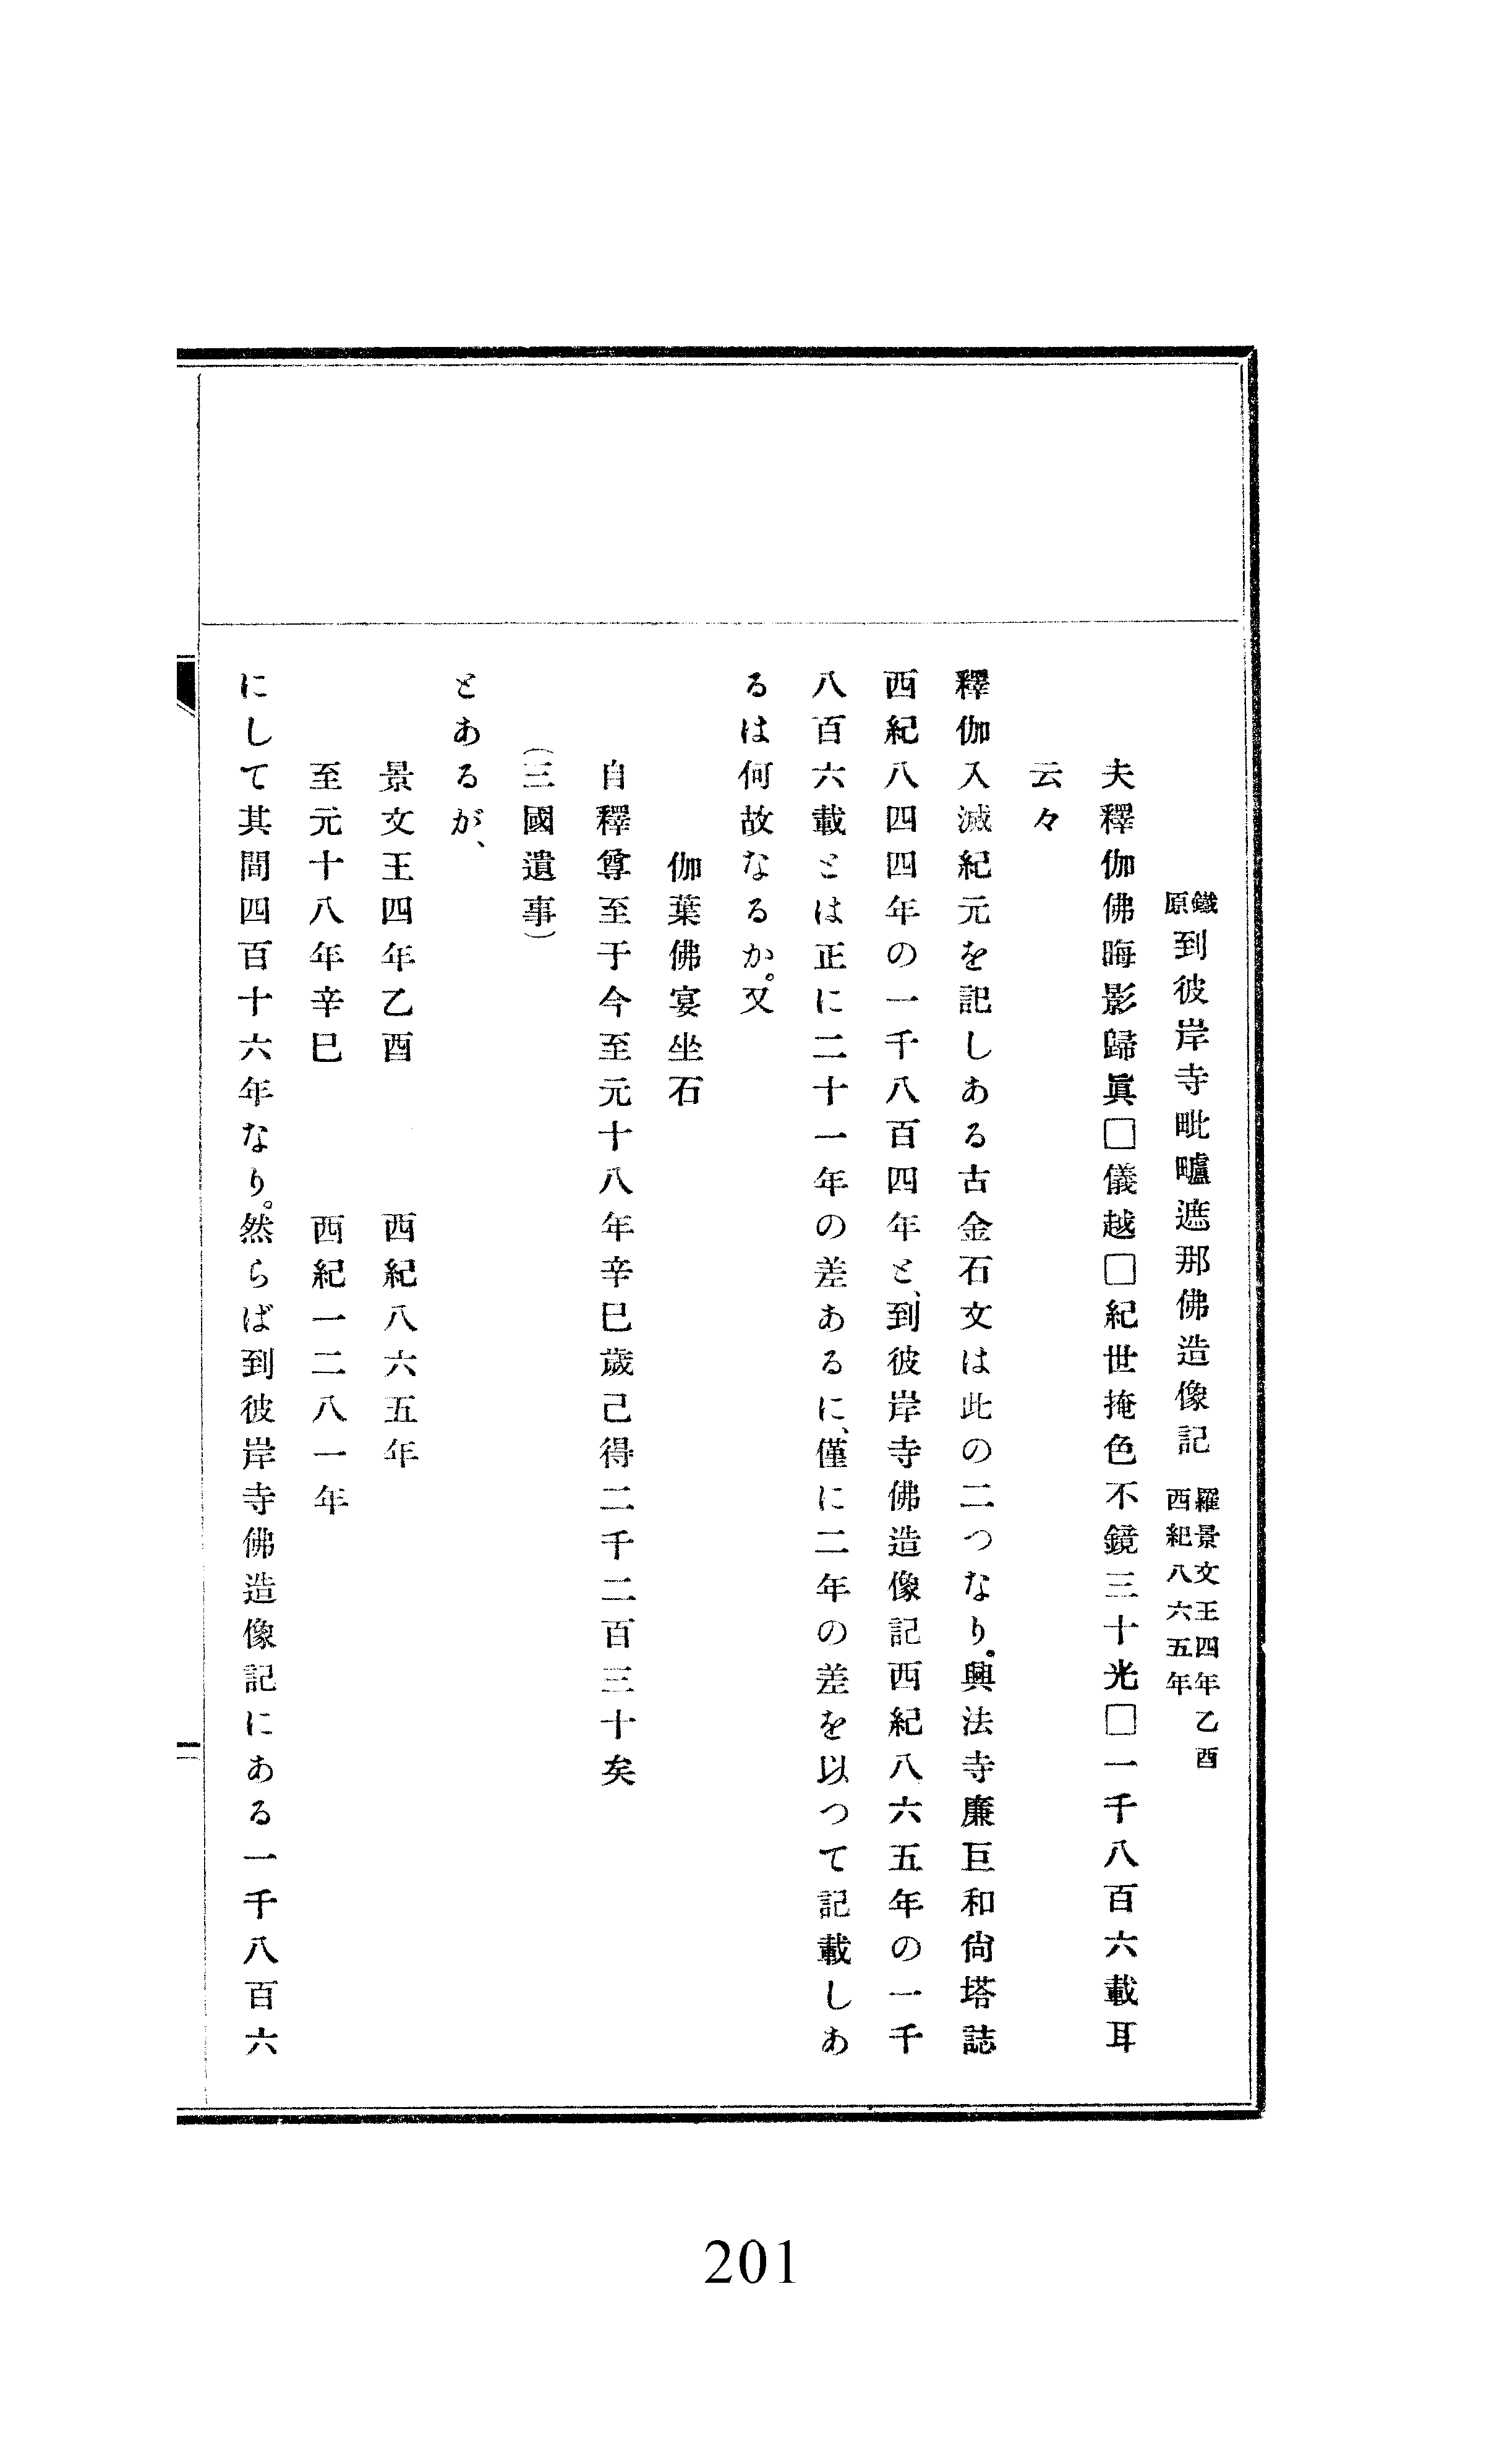 鐵原到彼岸寺毗盧遮那佛造像記 羅景文王四年乙酉 西紀八六五年
夫釋伽佛晦影歸眞□儀越□紀世掩色不鏡三十光□一千八百六載耳
云々
釋伽入滅紀元を記しある古金石文は此の二つなり。興法寺廉巨和尙塔誌
西紀八四四年の一千八百四年と、到彼岸寺佛造像記西紀八六五年の一千
八百六載とは正に二十一年の差あるに、僅に二年の差を以つて記載しあ
るは何故なるか。又
伽葉佛宴坐石
自釋尊至于今至元十八年辛巳歲己得二千二百三十矣
(三國遺事)
とあるが、
景文王四年乙酉 西紀八六五年
至元十八年辛巳 西紀一二八一年
にして其間四百十六年なり。然らば到彼岸寺佛造像記にある一千八百六
201